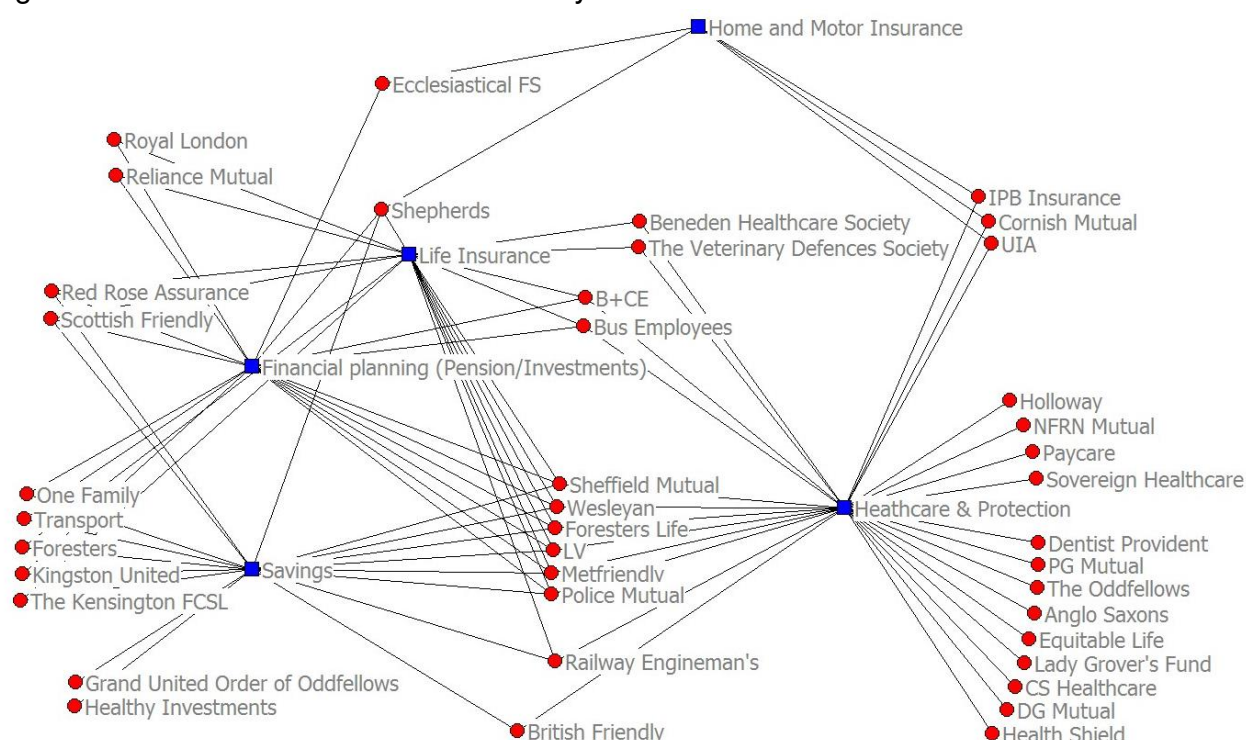 Home and Motor Insurance
Ecclesiastical FS
Royal London
Reliance Mutual
Shepherds
IPB Insurance
Beneden Healthcare Society
Cornish Mutual
The Veterinary Defences Society
UIA
Life Insurance
Red Rose Assurance
B+CE
Scottish Friendly
Bus Employees
Financial planning (Pension/Investments)
Holloway
NFRN Mutual
Paycare
Sovereign Healthcare
One Family
Sheffield Mutual
Transport
Wesleyan
Heathcare & Protection
Foresters
Foresters Life
LV
Dentist Provident
Kingston United
Savings
Metfriendly
PG Mutual
The Kensington FCSL
Police Mutual
The Oddfellows
Anglo Saxons
Equitable Life
Railway Engineman's
Lady Grover's Fund
Grand United Order of Oddfellows
CS Healthcare
Healthy Investments
DG Mutual
British Friendly
Health Shield